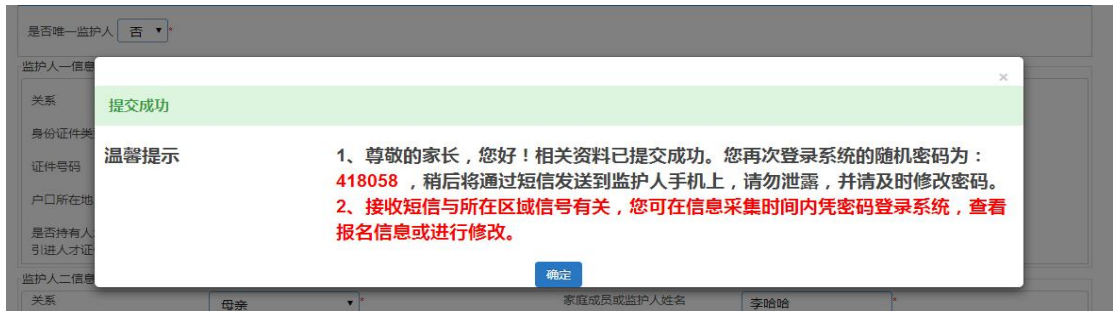 是否唯一监护人 否 *
监护人一信息
×
关系
提交成功
身份证件类
温馨提示
1、尊敬的家长，您好！相关资料已提交成功。您再次登录系统的随机密码为：
证件号码
418058 ，稍后将通过短信发送到监护人手机上，请勿泄露，并请及时修改密码。
户口所在地
2、接收短信与所在区域信号有关，您可在信息采集时间内凭密码登录系统，查看
报名信息或进行修改。
是否持有人
引进人才证
确定
监护人二信息
关系 母亲 * 家庭成员或监护人姓名 李哈哈 *